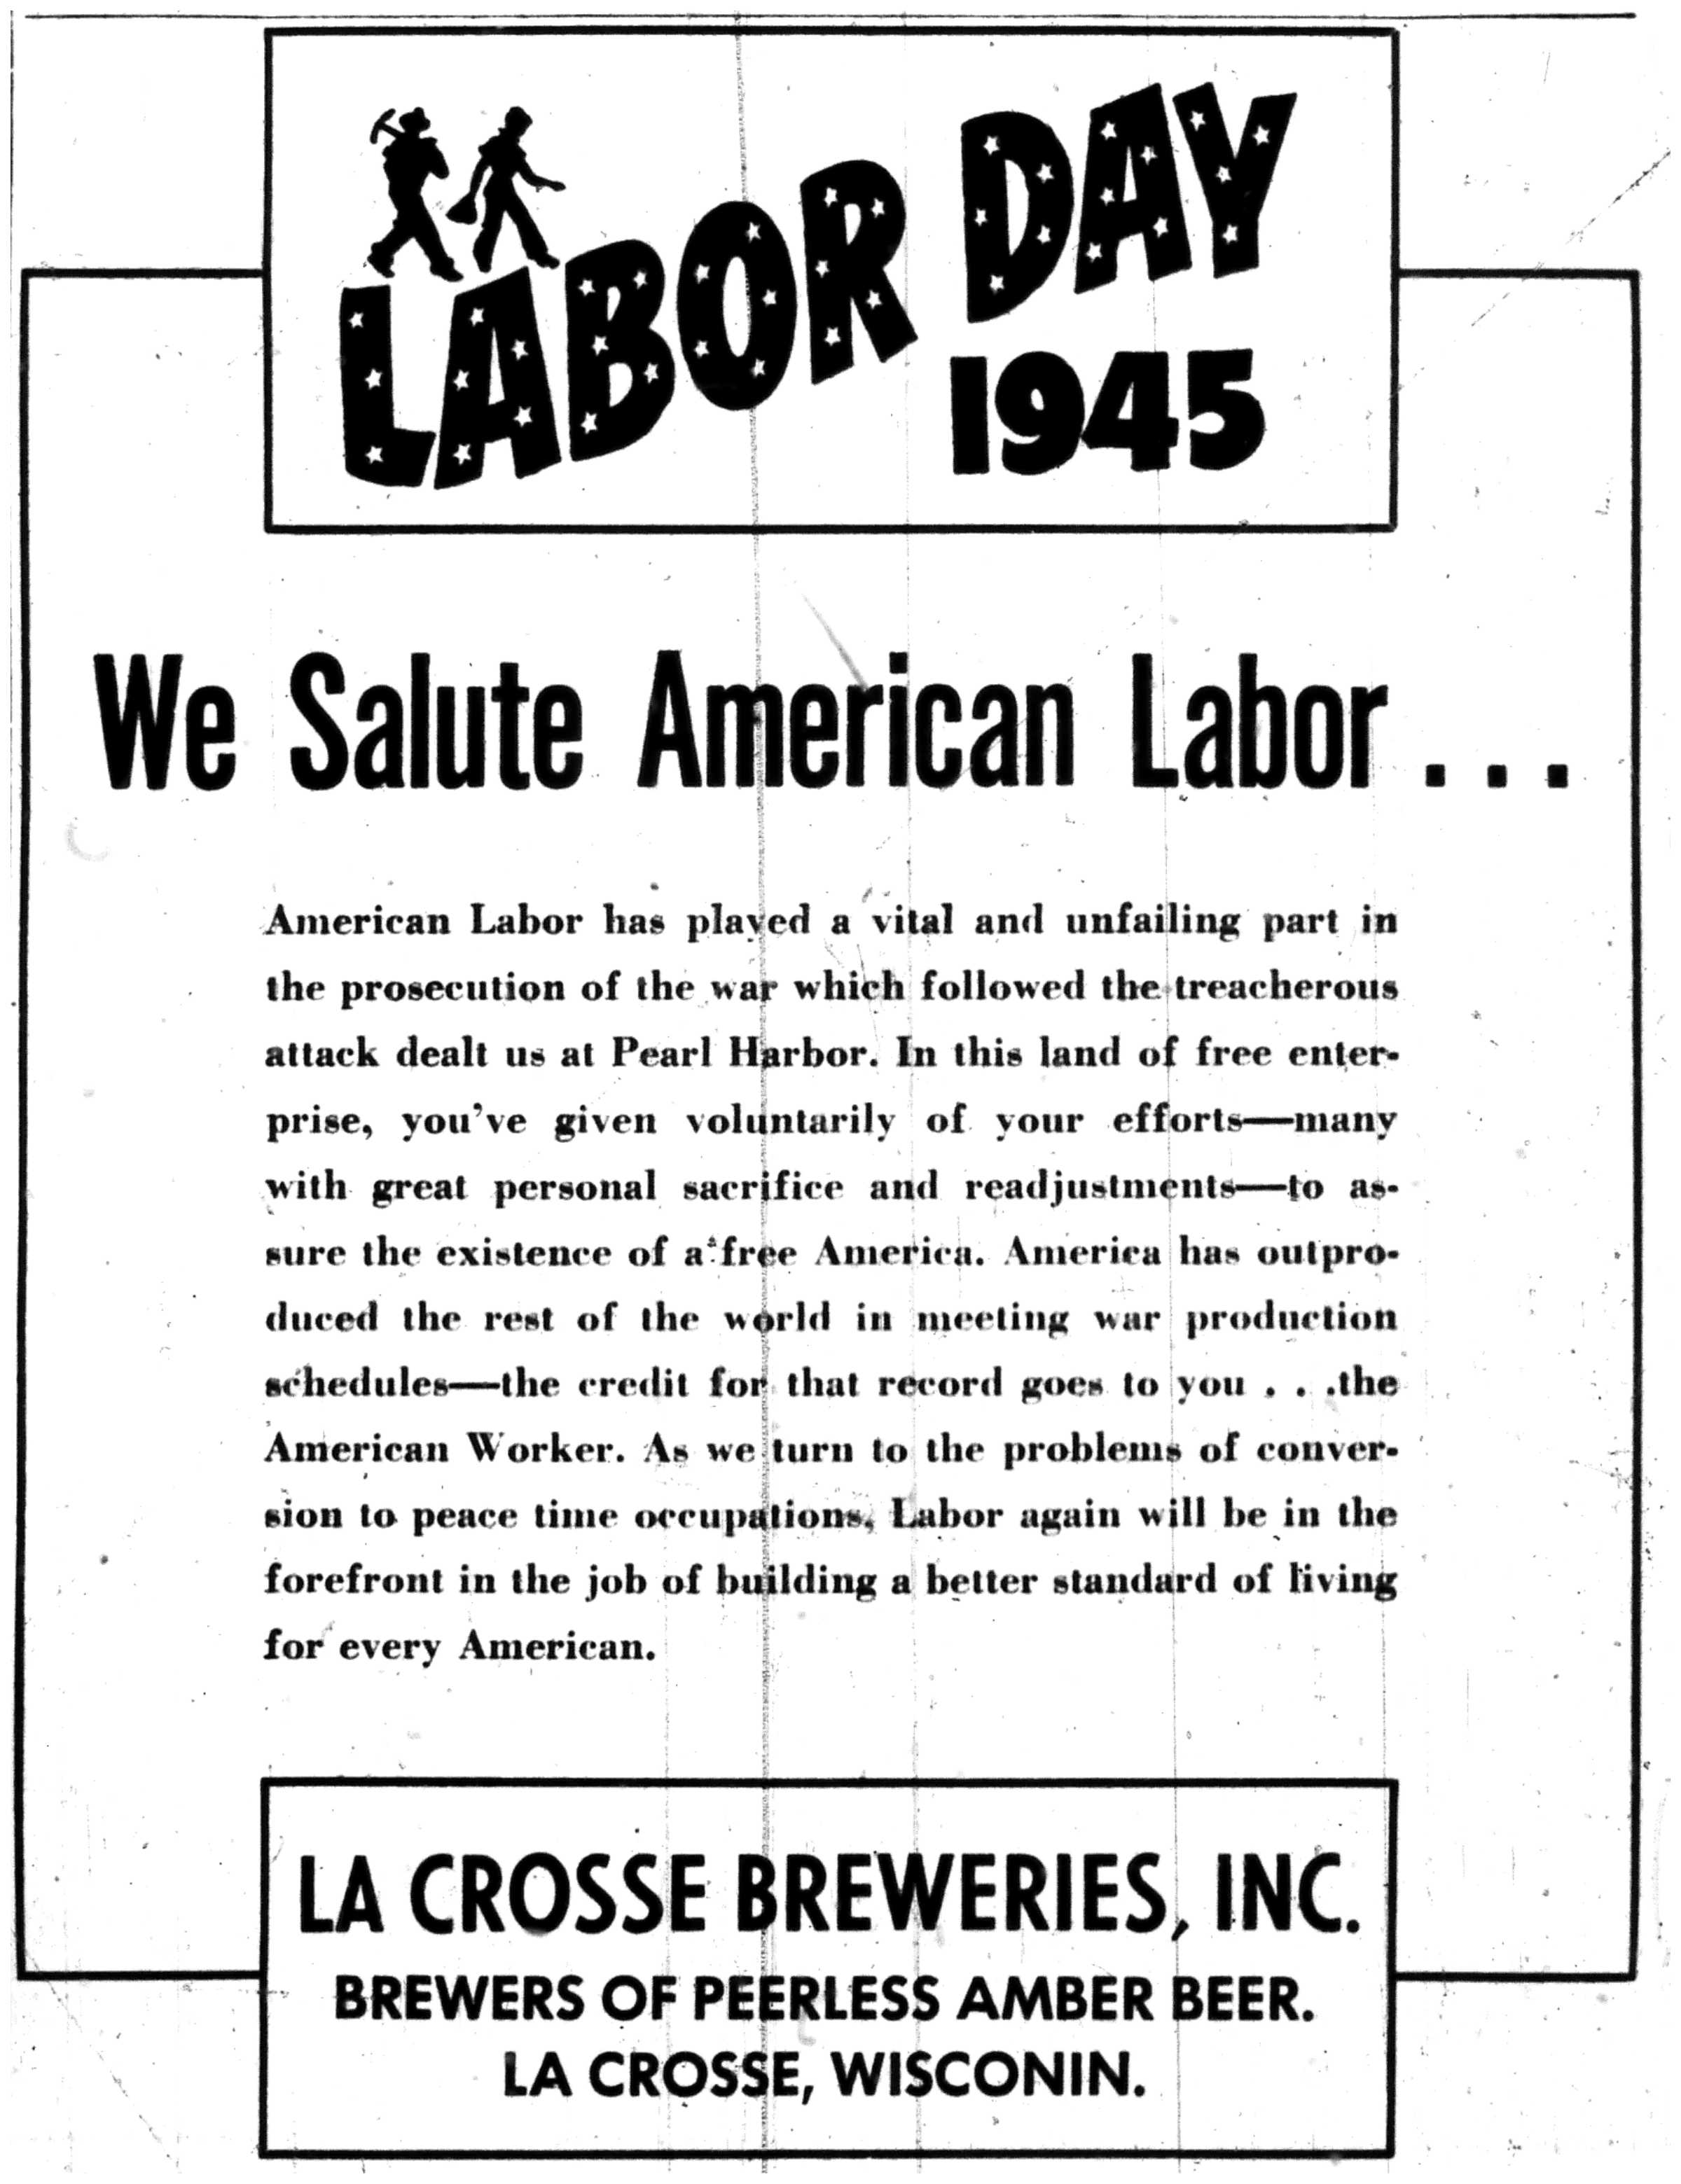 LABOR DAY
1945
We Salute American Labor . . .
American Labor has played a vital and unfailing part in
the prosecution of the war which followed the treacherous
attack dealt us at Pearl Harbor. In this land of free enter-
prise, you've given voluntarily of your efforts—many
with great personal sacrifice and readjustments—to as-
sure the existence of a free America. America has outpro-
duced the rest of the world in meeting war production
schedules—the credit for that record goes to you . . .the
American Worker. As we turn to the problems of conver-
sion to peace time occupations, Labor again will be in the
forefront in the job of building a better standard of living
for every American.
LA CROSSE BREWERIES, INC.
BREWERS OF PEERLESS AMBER BEER.
LA CROSSE, WISCONIN.